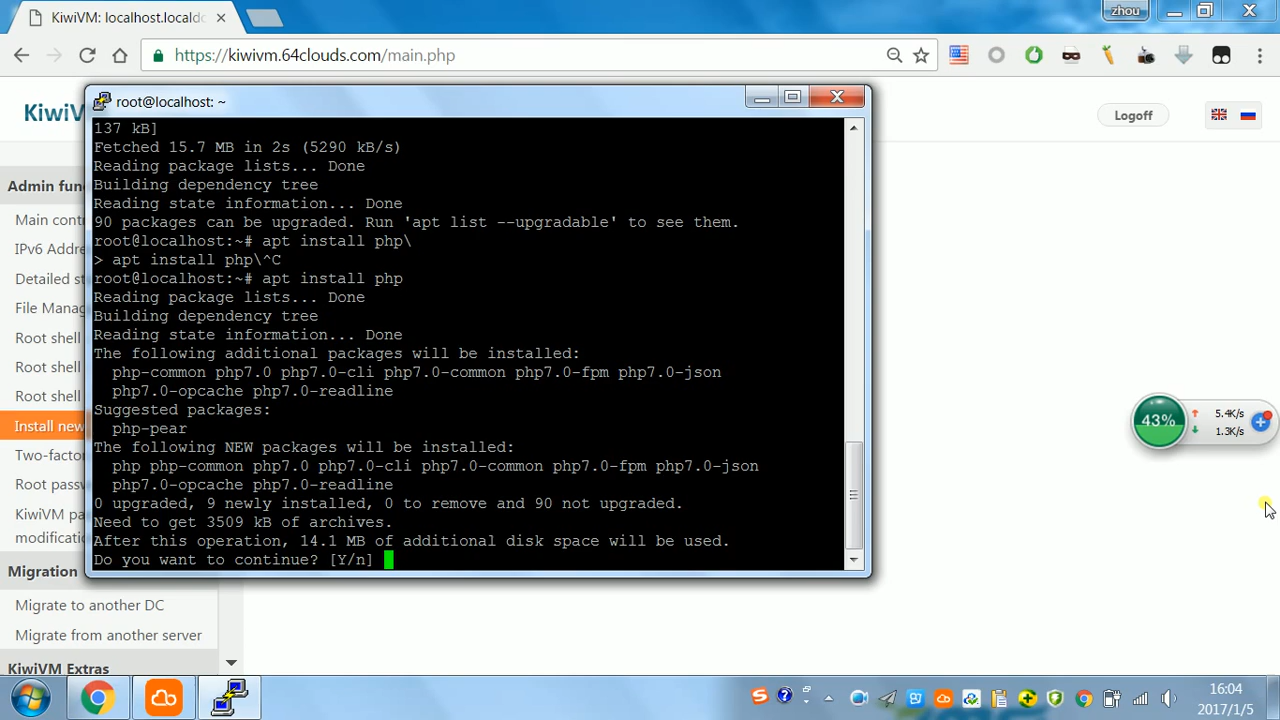 KiwiVM: localhost.localdo
zhou
https://kiwivm.64clouds.com/main.php
KiwiV
Logoff
root@localhost: ~
137 kB]
Fetched 15.7 MB in 2s (5290 kB/s)
Reading package lists... Done
Building dependency tree
Reading state information... Done
90 packages can be upgraded. Run 'apt list --upgradable' to see them.
root@localhost:~# apt install php\
> apt install php\^C
root@localhost:~# apt install php
Reading package lists... Done
Building dependency tree
Reading state information... Done
The following additional packages will be installed:
php-common php7.0 php7.0-cli php7.0-common php7.0-fpm php7.0-json
php7.0-opcache php7.0-readline
Suggested packages:
php-pear
The following NEW packages will be installed:
php php-common php7.0 php7.0-cli php7.0-common php7.0-fpm php7.0-json
php7.0-opcache php7.0-readline
0 upgraded, 9 newly installed, 0 to remove and 90 not upgraded.
Need to get 3509 kB of archives.
After this operation, 14.1 MB of additional disk space will be used.
Do you want to continue? [Y/n]
Admin fun
Main contr
IPv6 Addre
Detailed st
File Manag
Root shell
Root shell
Root shell
Install new
Two-facto
Root passw
KiwiVM pa
modificatio
Migration
Migrate to another DC
Migrate from another server
KiwiVM Extras
43%
5.4K/s
1.3K/s
16:04
2017/1/5